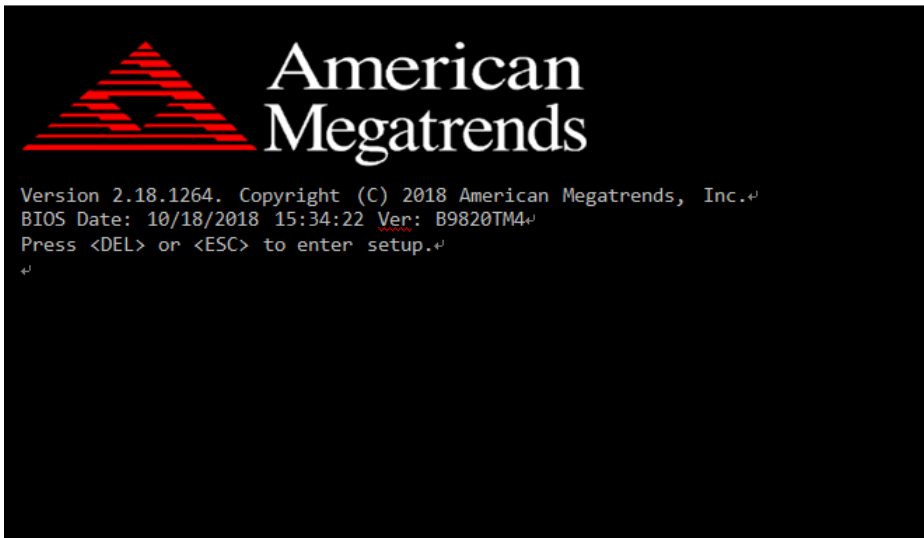 American
Megatrends
Version 2.18.1264. Copyright (C) 2018 American Megatrends, Inc.↵
BIOS Date: 10/18/2018 15:34:22 Ver: B9820TM4↵
Press <DEL> or <ESC> to enter setup.↵
↵